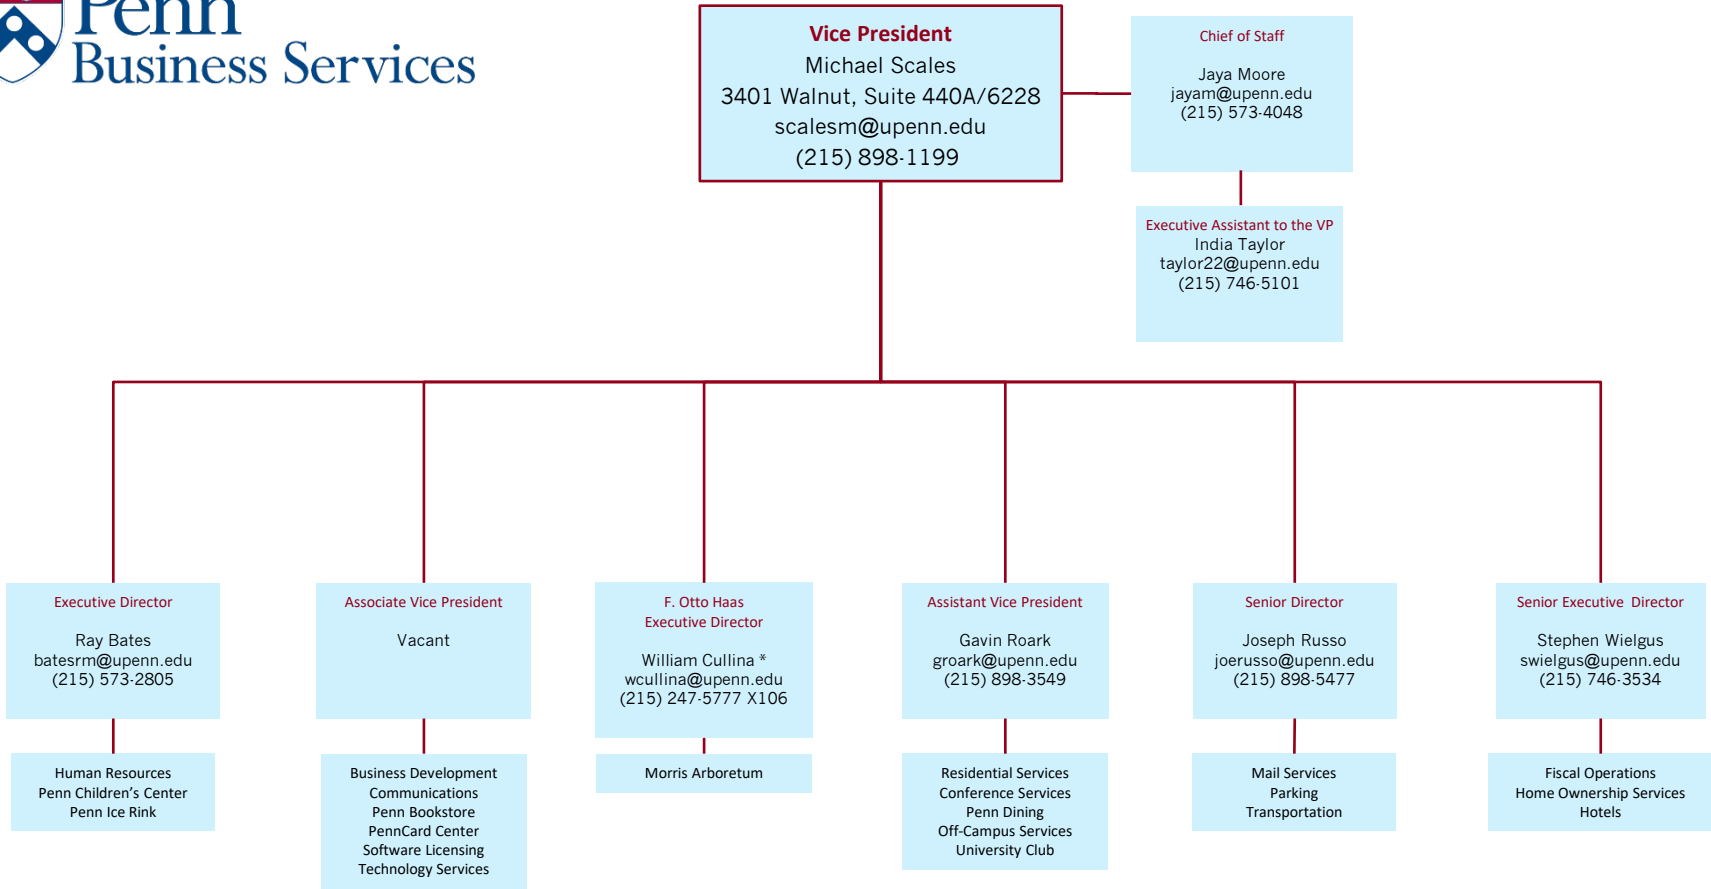 Penn
Business Services
Vice President
Michael Scales
3401 Walnut, Suite 440A/6228
scalesm@upenn.edu
(215) 898-1199
Chief of Staff
Jaya Moore
jayam@upenn.edu
(215) 573-4048
Executive Assistant to the VP
India Taylor
taylor22@upenn.edu
(215) 746-5101
Executive Director
Ray Bates
batesrm@upenn.edu
(215) 573-2805
Human Resources
Penn Children's Center
Penn Ice Rink
Associate Vice President
Vacant
Business Development
Communications
Penn Bookstore
PennCard Center
Software Licensing
Technology Services
F. Otto Haas
Executive Director
William Cullina *
wcullina@upenn.edu
(215) 247-5777 X106
Morris Arboretum
Assistant Vice President
Gavin Roark
groark@upenn.edu
(215) 898-3549
Residential Services
Conference Services
Penn Dining
Off-Campus Services
University Club
Senior Director
Joseph Russo
joerusso@upenn.edu
(215) 898-5477
Mail Services
Parking
Transportation
Senior Executive Director
Stephen Wielgus
swielgus@upenn.edu
(215) 746-3534
Fiscal Operations
Home Ownership Services
Hotels